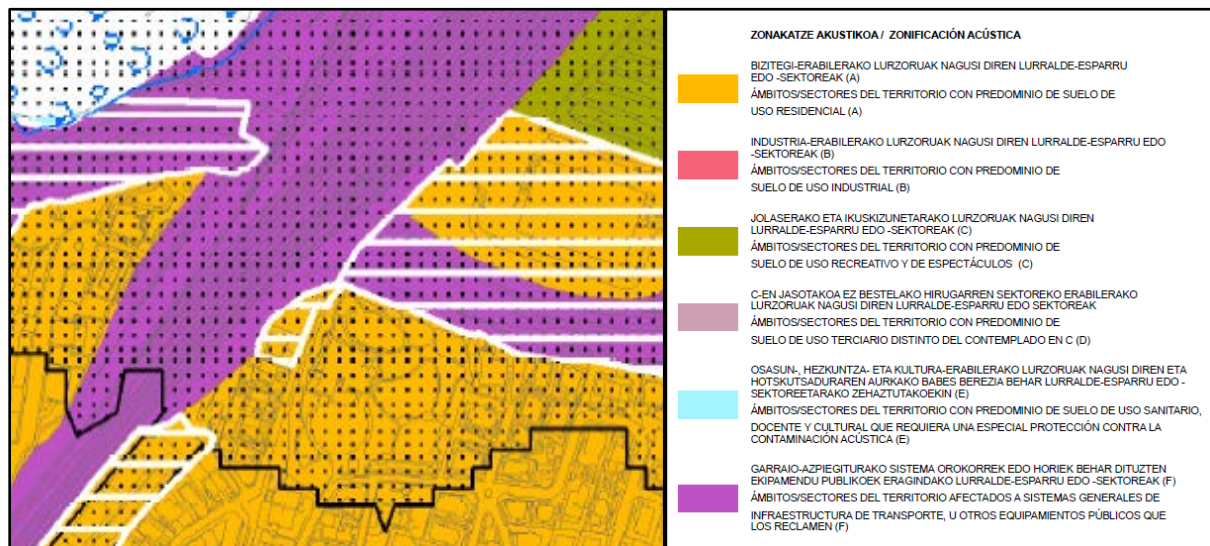 ZONAKATZE AKUSTIKOA / ZONIFICACIÓN ACÚSTICA
BIZITEGI-ERABILERAKO LURZORUAK NAGUSI DIREN LURRALDE-ESPARRU
EDO -SEKTOREAK (A)
ÁMBITOS/SECTORES DEL TERRITORIO CON PREDOMINIO DE SUELO DE
USO RESIDENCIAL (A)
INDUSTRIA-ERABILERAKO LURZORUAK NAGUSI DIREN LURRALDE-ESPARRU EDO
-SEKTOREAK (B)
ÁMBITOS/SECTORES DEL TERRITORIO CON PREDOMINIO DE
SUELO DE USO INDUSTRIAL (B)
JOLASERAKO ETA IKUSKIZUNETARAKO LURZORUAK NAGUSI DIREN
LURRALDE-ESPARRU EDO -SEKTOREAK (C)
ÁMBITOS/SECTORES DEL TERRITORIO CON PREDOMINIO DE
SUELO DE USO RECREATIVO Y DE ESPECTÁCULOS (C)
C-EN JASOTAKOA EZ BESTELAKO HIRUGARREN SEKTOREKO ERABILERAKO
LURZORUAK NAGUSI DIREN LURRALDE-ESPARRU EDO SEKTOREAK
ÁMBITOS/SECTORES DEL TERRITORIO CON PREDOMINIO DE
SUELO DE USO TERCIARIO DISTINTO DEL CONTEMPLADO EN C (D)
OSASUN-, HEZKUNTZA- ETA KULTURA-ERABILERAKO LURZORUAK NAGUSI DIREN ETA
HOTSKUTSADURAREN AURKAKO BABES BEREZIA BEHAR LURRALDE-ESPARRU EDO -
SEKTOREETARAKO ZEHAZTUTAKOEKIN (E)
ÁMBITOS/SECTORES DEL TERRITORIO CON PREDOMINIO DE SUELO DE USO SANITARIO,
DOCENTE Y CULTURAL QUE REQUIERA UNA ESPECIAL PROTECCIÓN CONTRA LA
CONTAMINACIÓN ACÚSTICA (E)
GARRAIO-AZPIEGITURAKO SISTEMA OROKORREK EDO HORIEK BEHAR DITUZTEN
EKIPAMENDU PUBLIKOEK ERAGINDAKO LURRALDE-ESPARRU EDO -SEKTOREAK (F)
ÁMBITOS/SECTORES DEL TERRITORIO AFECTADOS A SISTEMAS GENERALES DE
INFRAESTRUCTURA DE TRANSPORTE, U OTROS EQUIPAMIENTOS PÚBLICOS QUE
LOS RECLAMEN (F)